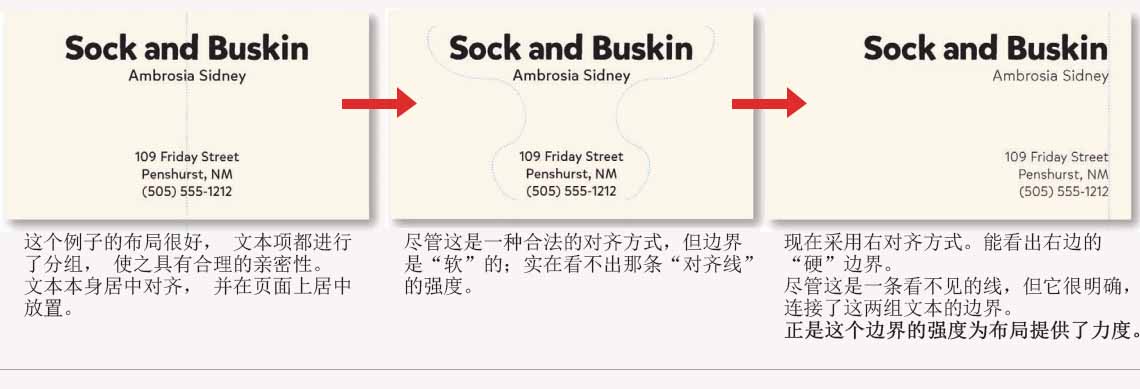 Sock and Buskin
Ambrosia Sidney
109 Friday Street
Penshurst, NM
(505) 555-1212
这个例子的布局很好， 文本项都进行
了分组， 使之具有合理的亲密性。
文本本身居中对齐， 并在页面上居中
放置。
Sock and Buskin
Ambrosia Sidney
109 Friday Street
Penshurst, NM
(505) 555-1212
尽管这是一种合法的对齐方式，但边界
是“软”的；实在看不出那条“对齐线”
的强度。
Sock and Buskin
Ambrosia Sidney
109 Friday Street
Penshurst, NM
(505) 555-1212
现在采用右对齐方式。能看出右边的
“硬”边界。
尽管这是一条看不见的线，但它很明确，
连接了这两组文本的边界。
正是这个边界的强度为布局提供了力度。